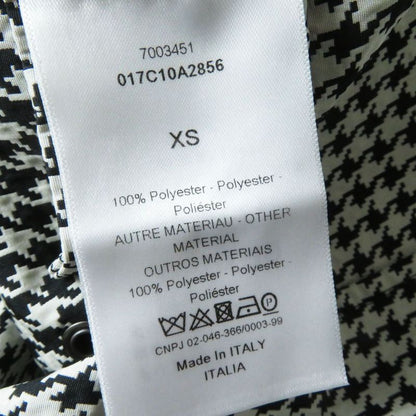 7003451
017C10A2856
XS
100% Polyester - Polyester -
Poliéster
AUTRE MATERIAU - OTHER
MATERIAL
OUTROS MATERIAIS
100% Polyester - Polyester -
Poliéster
CNPJ 02-046-366/0003-99
Made In ITALY
ITALIA